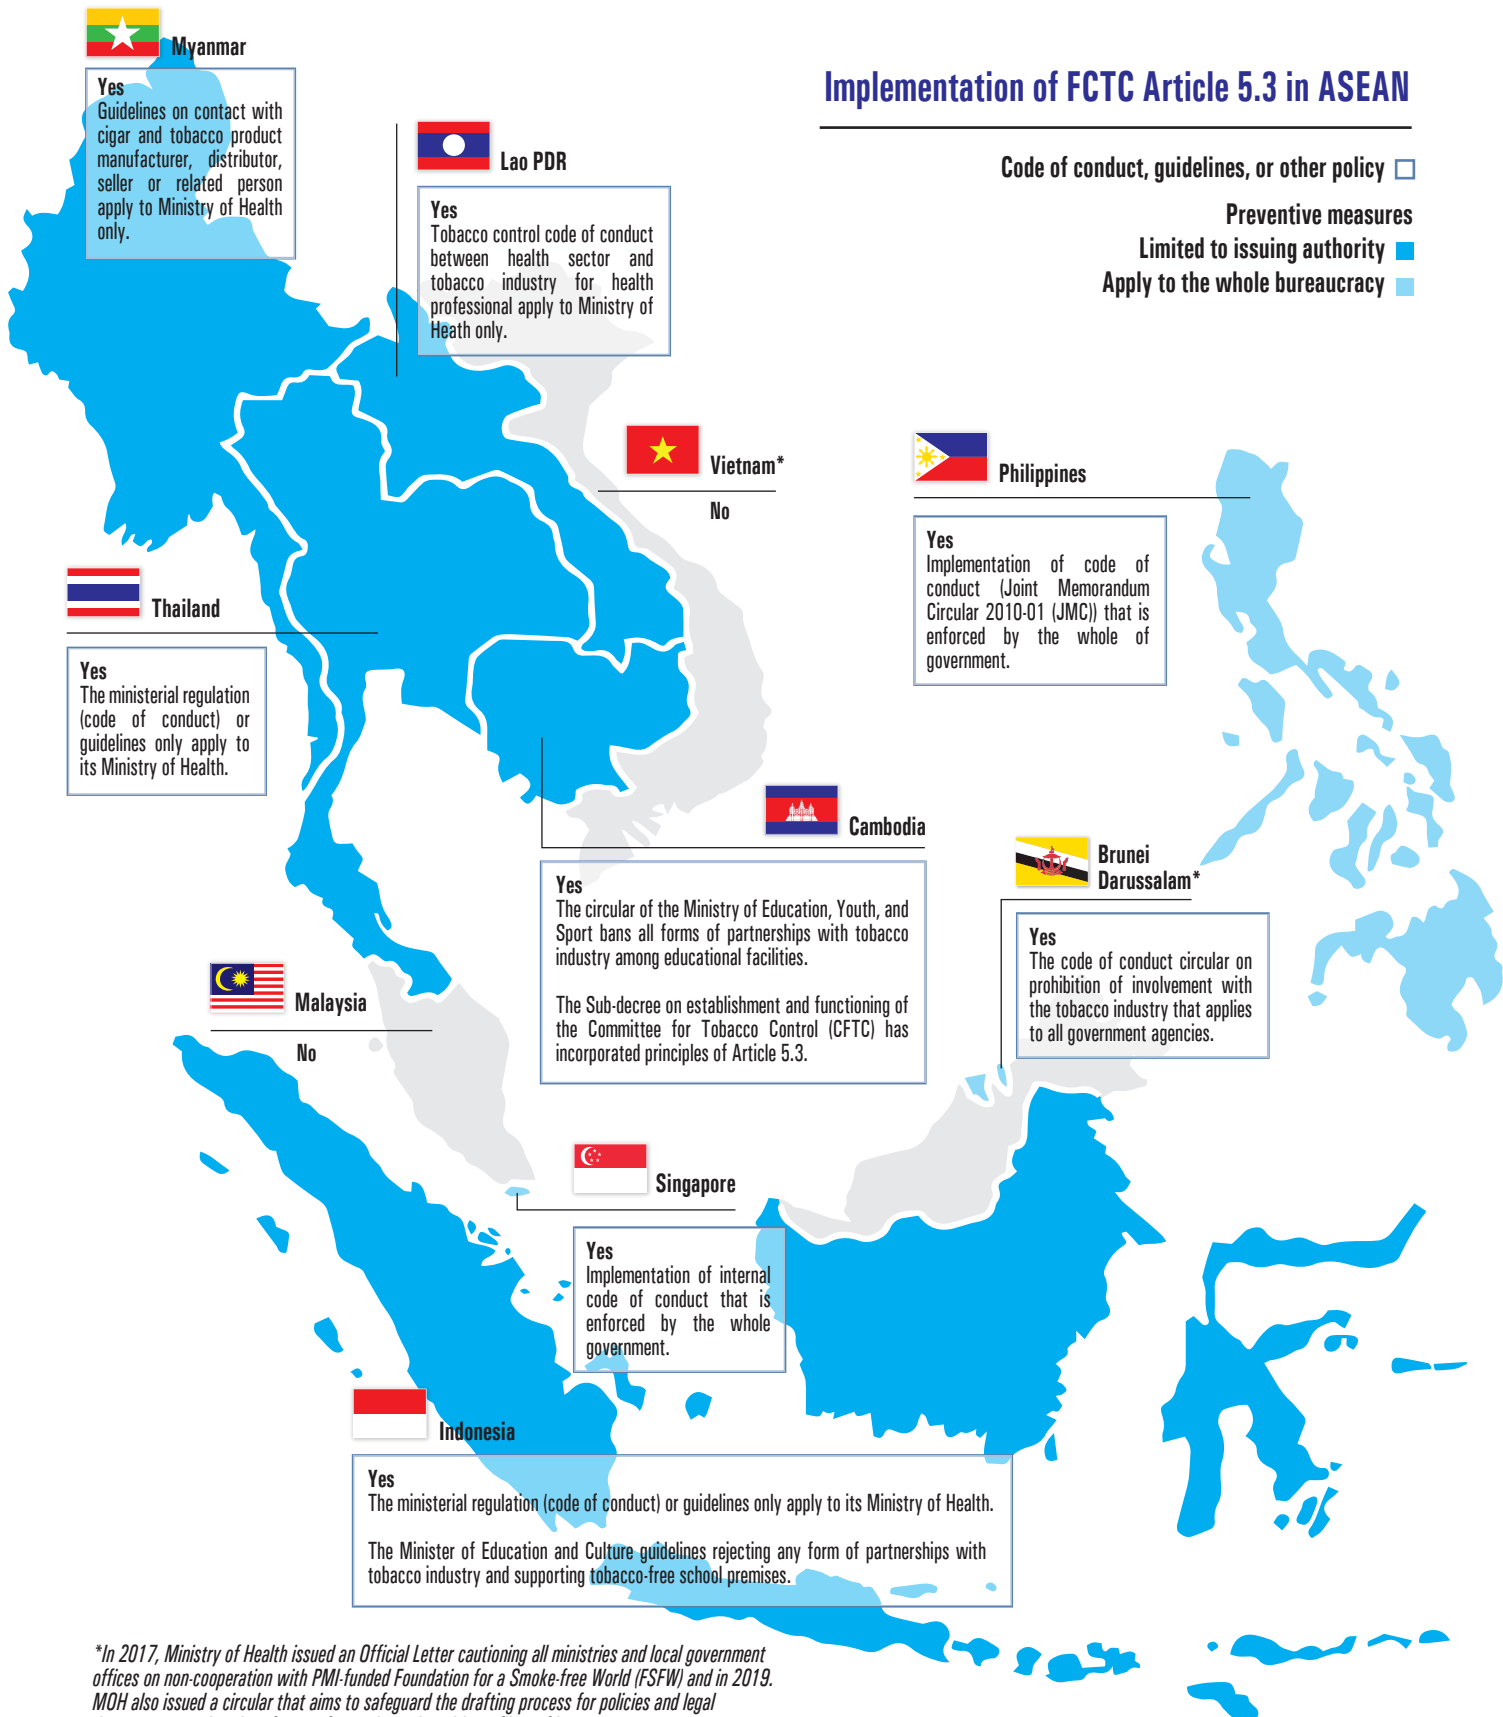 Implementation of FCTC Article 5.3 in ASEAN
Code of conduct, guidelines, or other policy
Preventive measures
Limited to issuing authority
Apply to the whole bureaucracy
Myanmar
Yes
Guidelines on contact with
cigar and tobacco product
manufacturer, distributor,
seller or related person
apply to Ministry of Health
only.
Lao PDR
Yes
Tobacco control code of conduct
between health sector and
tobacco industry for health
professional apply to Ministry of
Heath only.
Vietnam*
No
Philippines
Yes
Implementation of code of
conduct (Joint Memorandum
Circular 2010-01 (JMC)) that is
enforced by the whole of
government.
Thailand
Yes
The ministerial regulation
(code of conduct) or
guidelines only apply to
its Ministry of Health.
Cambodia
Yes
The circular of the Ministry of Education, Youth, and
Sport bans all forms of partnerships with tobacco
industry among educational facilities.
The Sub-decree on establishment and functioning of
the Committee for Tobacco Control (CFTC) has
incorporated principles of Article 5.3.
Brunei
Darussalam*
Yes
The code of conduct circular on
prohibition of involvement with
the tobacco industry that applies
to all government agencies.
Malaysia
No
Singapore
Yes
Implementation of internal
code of conduct that is
enforced by the whole
government.
Indonesia
Yes
The ministerial regulation (code of conduct) or guidelines only apply to its Ministry of Health.
The Minister of Education and Culture guidelines rejecting any form of partnerships with
tobacco industry and supporting tobacco-free school premises.
*In 2017, Ministry of Health issued an Official Letter cautioning all ministries and local government
offices on non-cooperation with PMI-funded Foundation for a Smoke-free World (FSFW) and in 2019.
MOH also issued a circular that aims to safeguard the drafting process for policies and legal